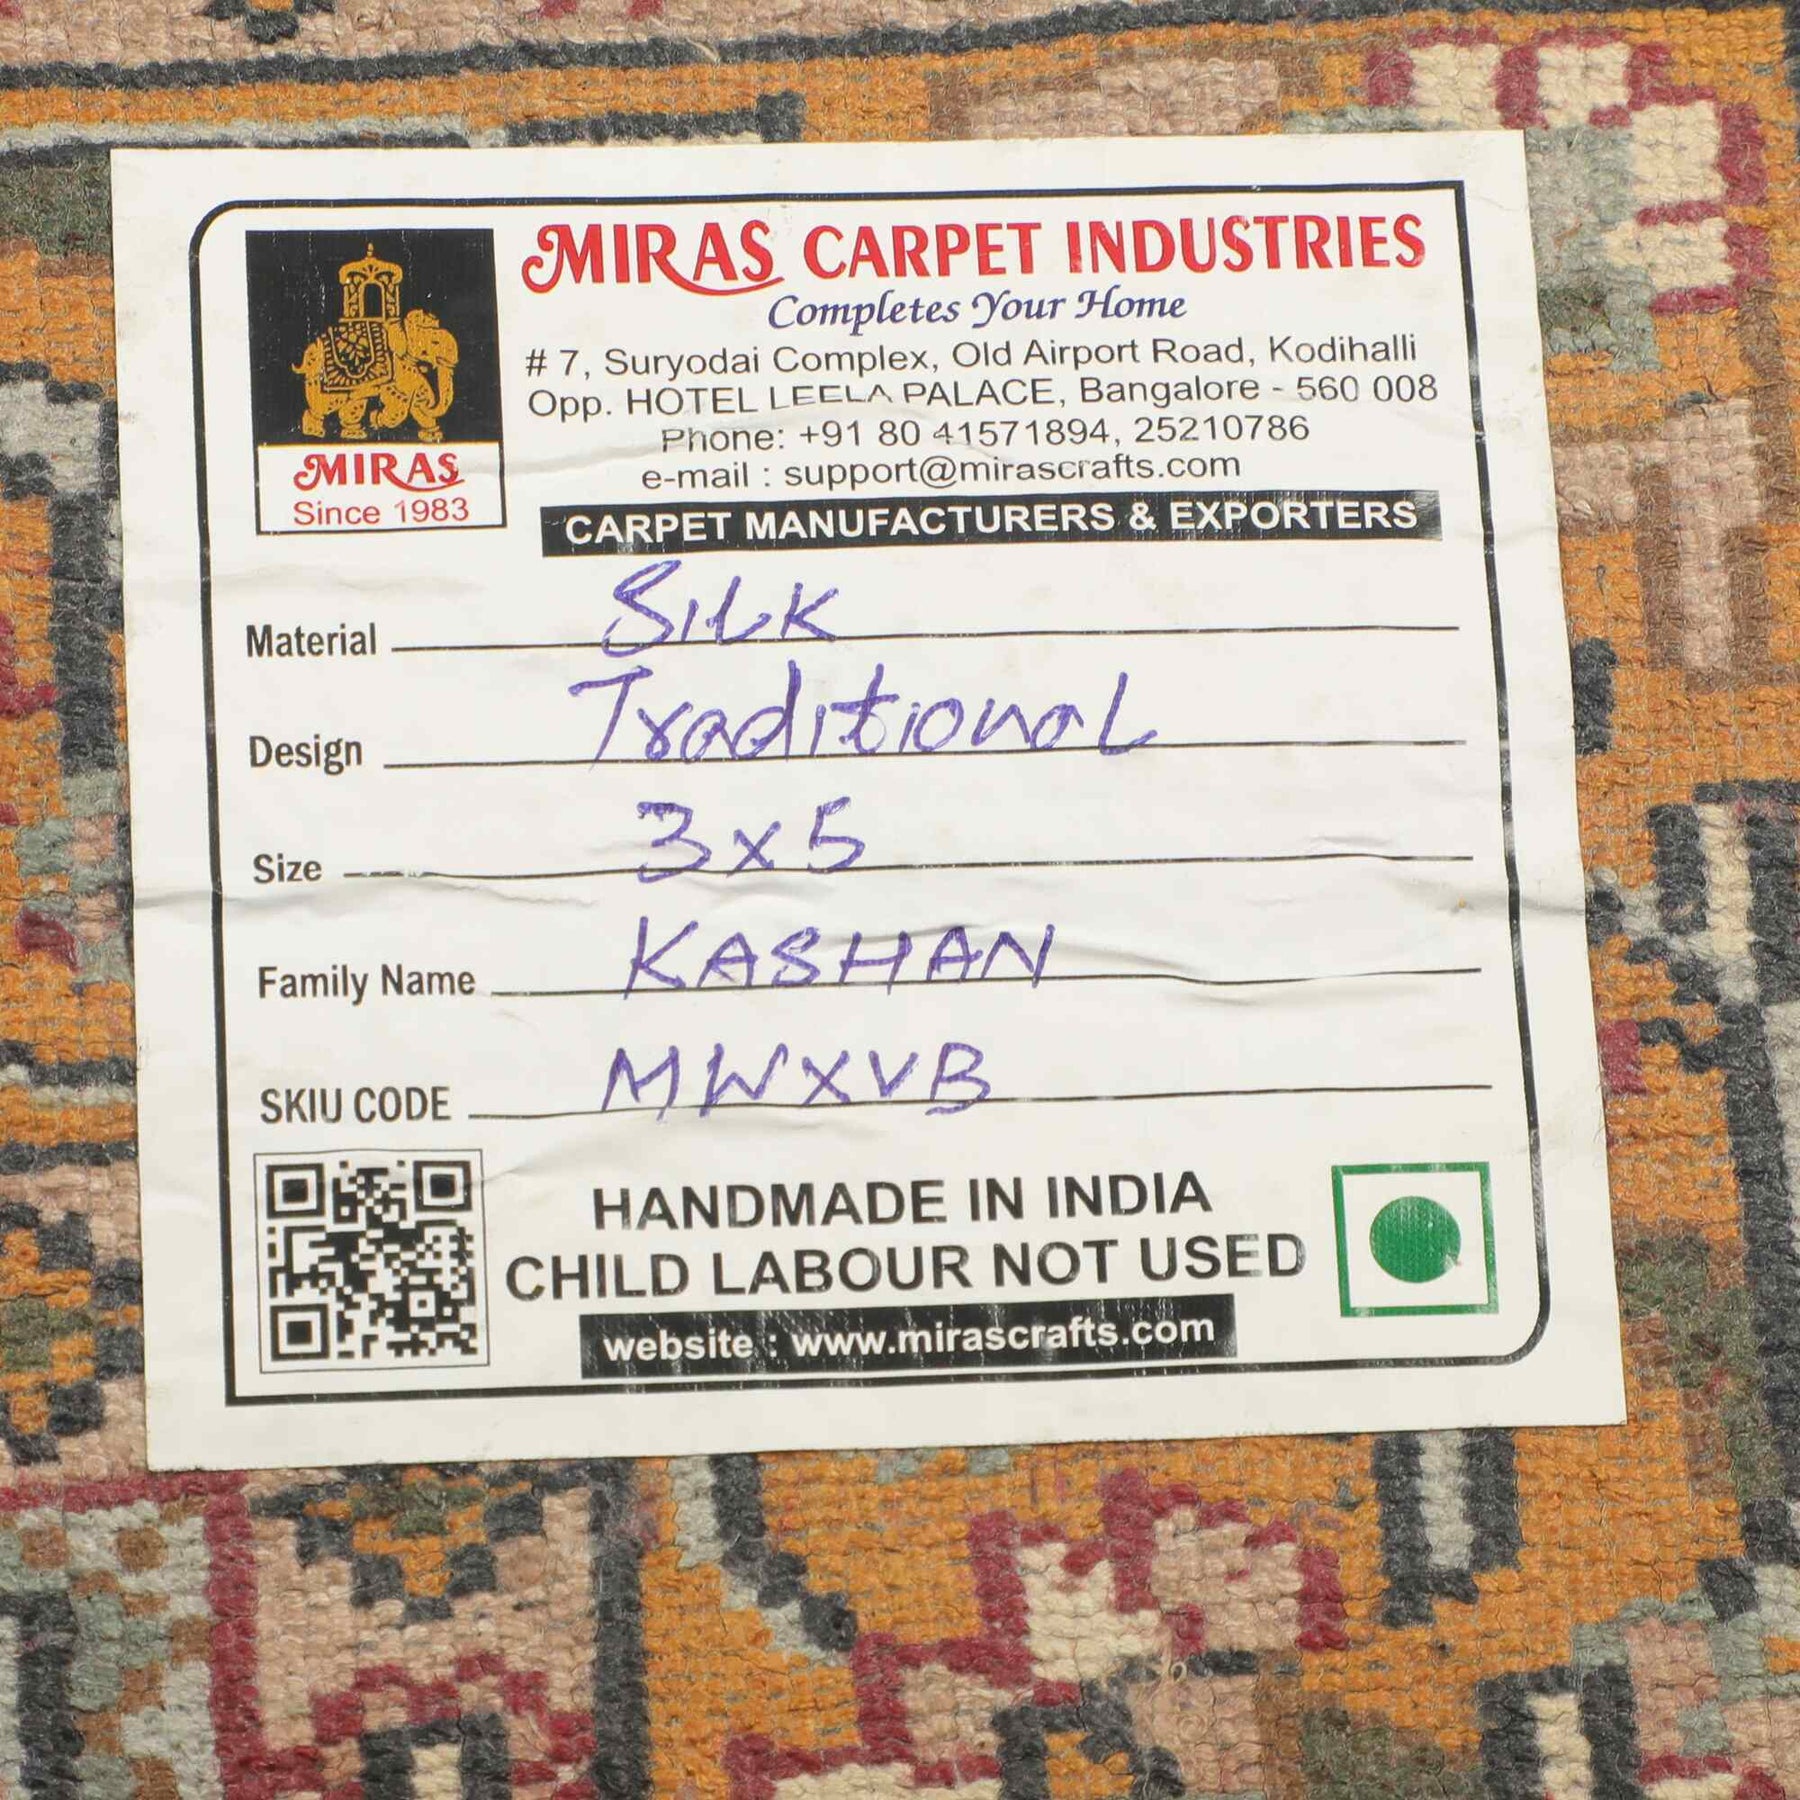 MIRAS CARPET INDUSTRIES
Completes Your Home
# 7, Suryodai Complex, Old Airport Road, Kodihalli
Opp. HOTEL LEELA PALACE, Bangalore - 560 008
Phone: +91 80 41571894, 25210786
e-mail : support@mirascrafts.com
MIRAS
Since 1983
CARPET MANUFACTURERS & EXPORTERS
Material SILK
Design Traditional
Size 3x5
Family Name KASHAN
SKIU CODE MWXVB
HANDMADE IN INDIA
CHILD LABOUR NOT USED
website : www.mirascrafts.com